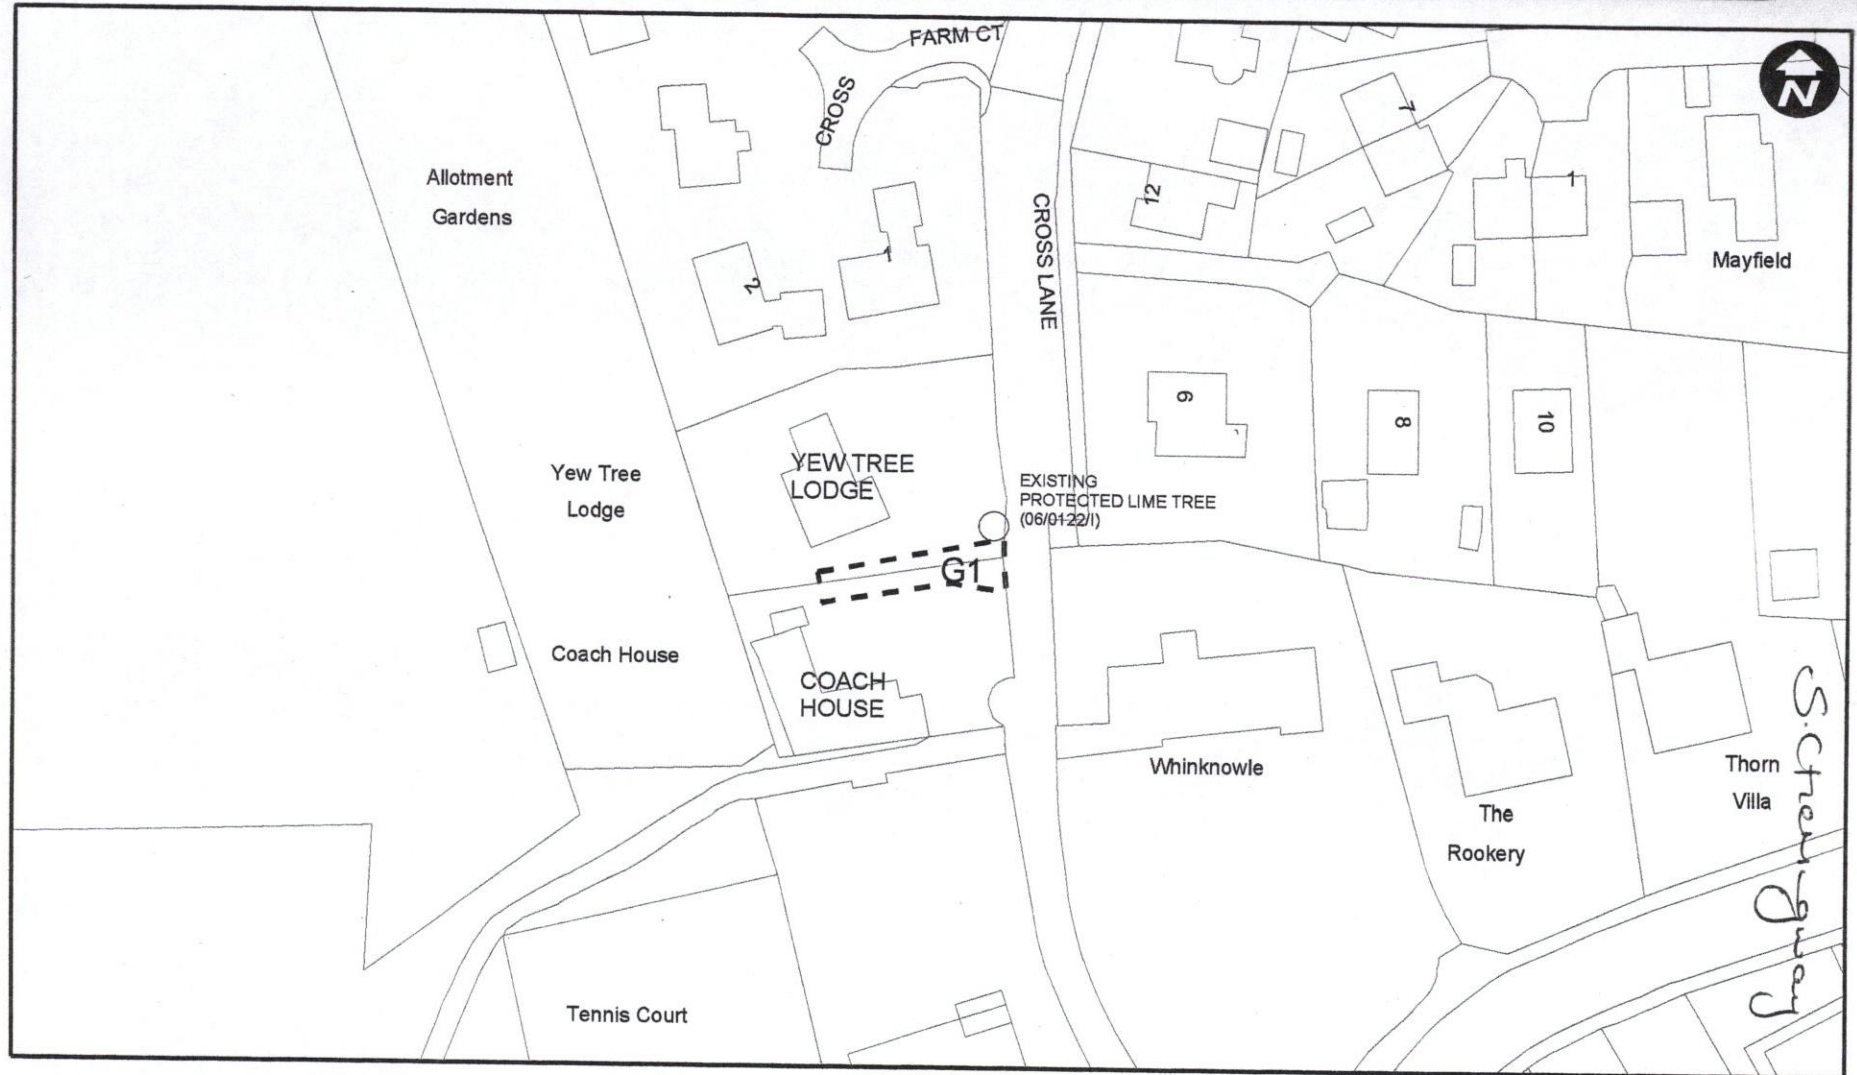 FARM CT
CROSS
N
7
Allotment
Gardens
12
1
CROSS LANE
1
2
Mayfield
9
8
10
Yew Tree
Lodge
YEW TREE
LODGE
EXISTING
PROTECTED LIME TREE
(06/0122/I)
G1
Coach House
COACH
HOUSE
Whinknowle
Thorn
Villa
The
Rookery
Tennis Court